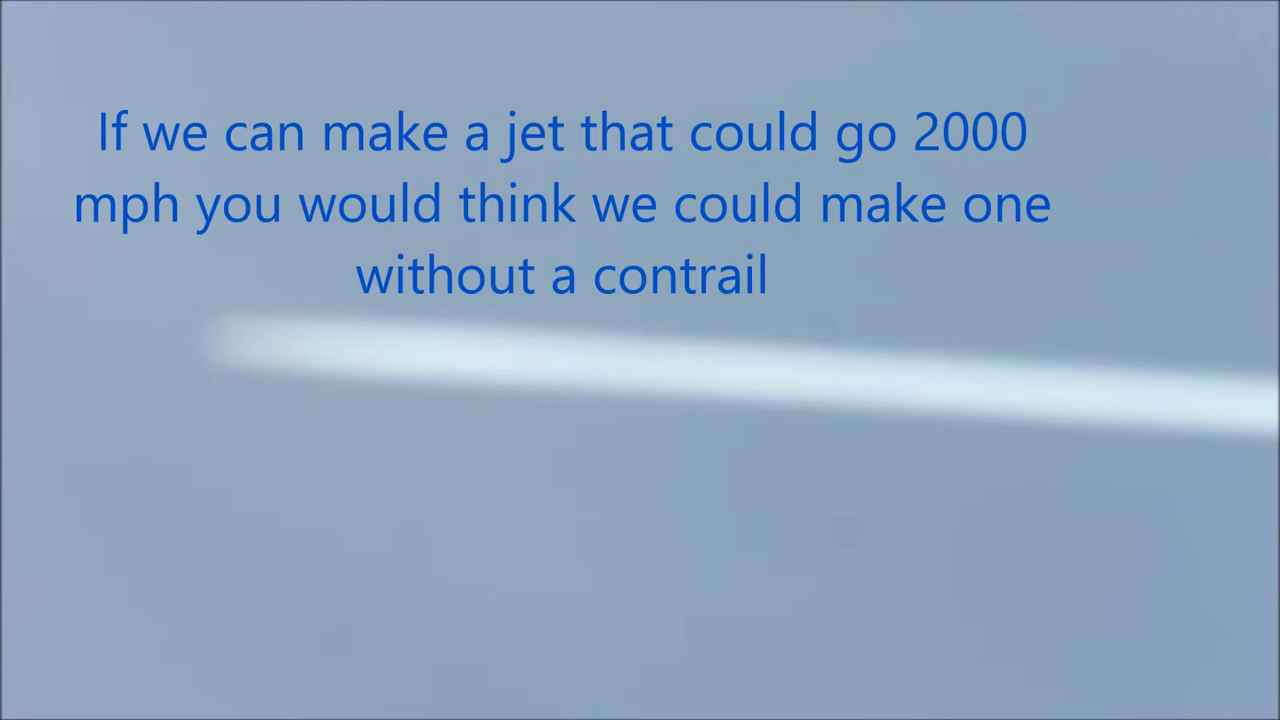 If we can make a jet that could go 2000
mph you would think we could make one
without a contrail